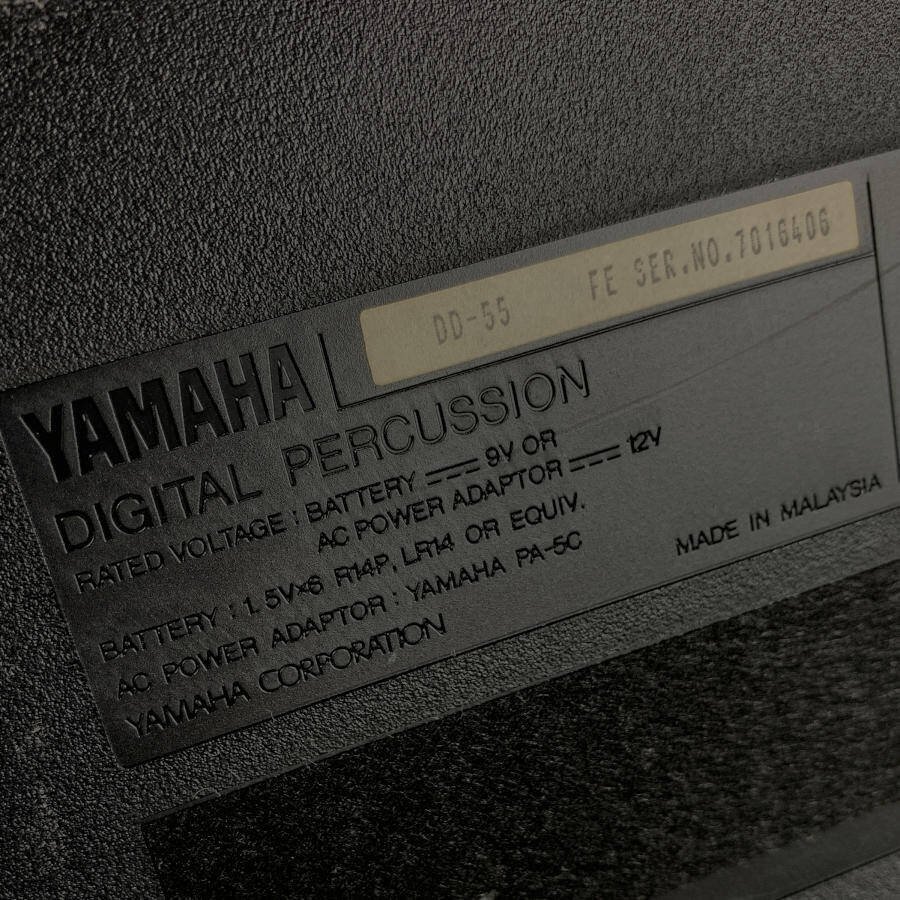 DD-55 FE SER.NO.7016406
YAMAHA
DIGITAL PERCUSSION
RATED VOLTAGE : BATTERY ⎓ 9V OR
AC POWER ADAPTOR ⎓ 12V
BATTERY : 1.5V×6 R14P, LR14 OR EQUIV.
AC POWER ADAPTOR : YAMAHA PA-5C
YAMAHA CORPORATION
MADE IN MALAYSIA